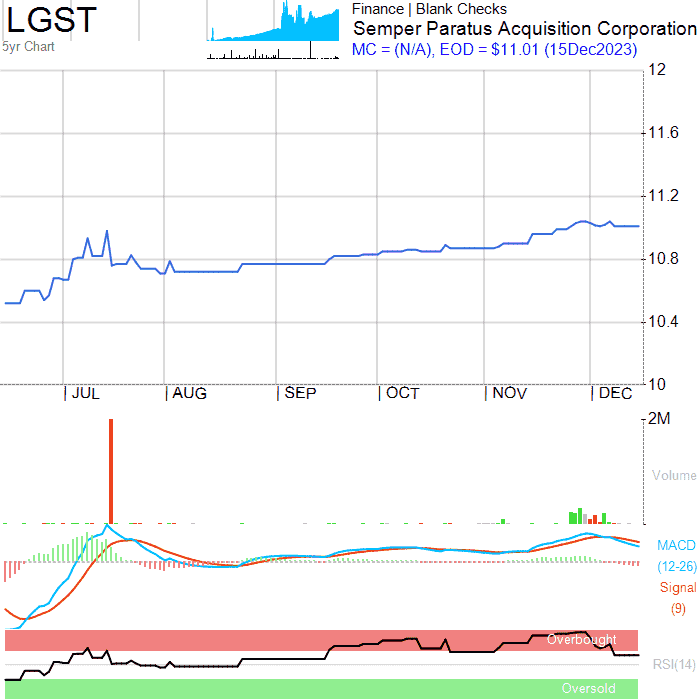 LGST
5yr Chart
Finance | Blank Checks
Semper Paratus Acquisition Corporation
MC = (N/A), EOD = $11.01 (15Dec2023)
12
11.6
11.2
10.8
10.4
10
JUL AUG SEP OCT NOV DEC
2M
Volume
MACD
(12-26)
Signal
(9)
Overbought
RSI(14)
Oversold